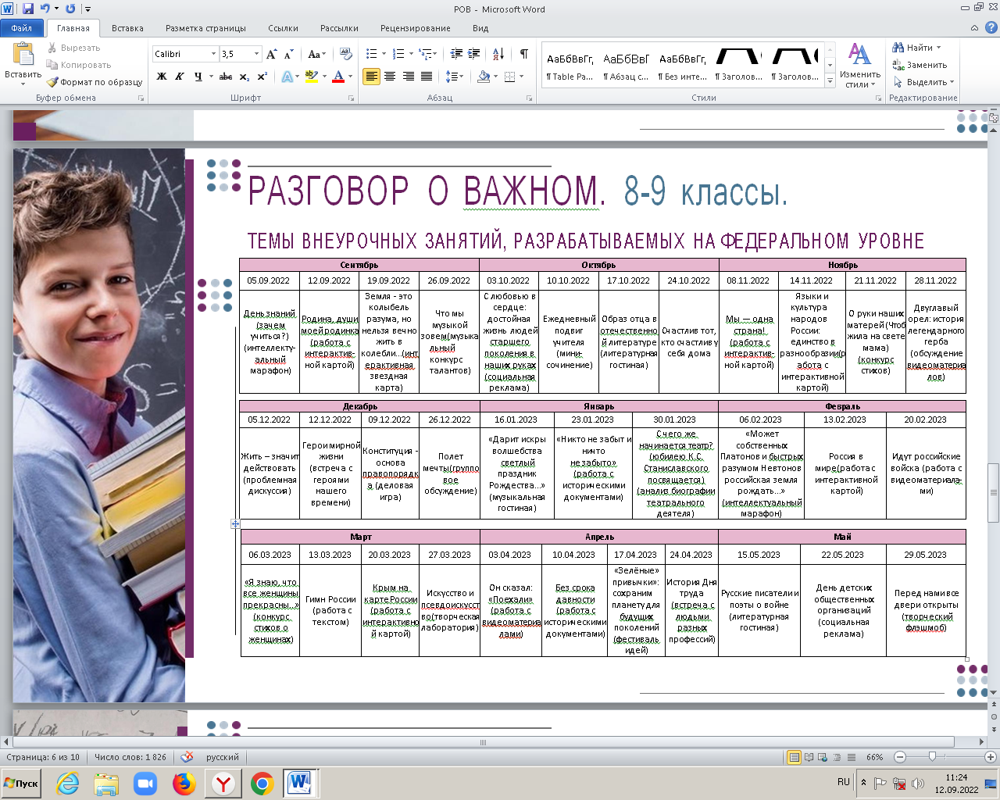 РОВ - Microsoft Word
Файл Главная Вставка Разметка страницы Ссылки Рассылки Рецензирование Вид
Вставить
Вырезать
Копировать
Формат по образцу
Буфер обмена
Calibri 3,5
Ж К Ч abc x₂ x²
Шрифт
Абзац
АаБбВвГг, АаБбВвГ АаБбВвГг,
¶ Table Pa... ¶ Абзац с... ¶ Без инте... ¶ Заголов... ¶ Заголов...
Стили
Изменить
стили
Найти
Заменить
Выделить
Редактирование
РАЗГОВОР О ВАЖНОМ. 8-9 классы.
ТЕМЫ ВНЕУРОЧНЫХ ЗАНЯТИЙ, РАЗРАБАТЫВАЕМЫХ НА ФЕДЕРАЛЬНОМ УРОВНЕ
Сентябрь Октябрь Ноябрь
05.09.2022 12.09.2022 19.09.2022 26.09.2022 03.10.2022 10.10.2022 17.10.2022 24.10.2022 08.11.2022 14.11.2022 21.11.2022 28.11.2022
День знаний
(зачем
учиться?)
(интеллекту-
альный
марафон)
Родина, души
моей родинка
(работа с
интерактив-
ной картой)
Земля - это
колыбель
разума, но
нельзя вечно
жить в
колебли...(инт
ерактивная
звездная
карта)
Что мы
музыкой
зовем(музыка
льный
конкурс
талантов)
С любовью в
сердце:
достойная
жизнь людей
старшего
поколения в
наших руках
(социальная
реклама)
Ежедневный
подвиг
учителя
(мини-
сочинение)
Образ отца в
отечественно
й литературе
(литературная
гостиная)
Счастлив тот,
кто счастлив у
себя дома
Мы — одна
страна!
(работа с
интерактив-
ной картой)
Языки и
культура
народов
России:
единство в
разнообразии(р
абота с
интерактивной
картой)
О руки наших
матерей (Чтоб
жила на свете
мама)
(конкурс
стихов)
Двуглавый
орел: история
легендарного
герба
(обсуждение
видеоматериа
лов)
Декабрь Январь Февраль
05.12.2022 12.12.2022 09.12.2022 26.12.2022 16.01.2023 23.01.2023 30.01.2023 06.02.2023 13.02.2023 20.02.2023
Жить – значит
действовать
(проблемная
дискуссия)
Герои мирной
жизни
(встреча с
героями
нашего
времени)
Конституция -
основа
правопорядк
а (деловая
игра)
Полет
мечты(группо
вое
обсуждение)
«Дарит искры
волшебства
светлый
праздник
Рождества...»
(музыкальная
гостиная)
«Никто не забыт и
ничто
не забыто»
(работа с
историческими
документами)
С чего же
начинается театр?
(юбилею К.С.
Станиславского
посвящается)
(анализ биографии
театрального
деятеля)
«Может
собственных
Платонов и быстрых
разумом Невтонов
российская земля
рождать...»
(интеллектуальный
марафон)
Россия в
мире(работа с
интерактивной
картой)
Идут российские
войска (работа с
видеоматериала-
ми)
Март Апрель Май
06.03.2023 13.03.2023 20.03.2023 27.03.2023 03.04.2023 10.04.2023 17.04.2023 24.04.2023 15.05.2023 22.05.2023 29.05.2023
«Я знаю, что
все женщины
прекрасны...»
(конкурс
стихов о
женщинах)
Гимн России
(работа с
текстом)
Крым на
карте России
(работа с
интерактивно
й картой)
Искусство и
псевдоискусст
во(творческая
лаборатория)
Он сказал:
«Поехали»
(работа с
видеоматериа
лами)
Без срока
давности
(работа с
историческими
документами)
«Зелёные»
привычки»:
сохраним
планету для
будущих
поколений
(фестиваль
идей)
История Дня
труда
(встреча с
людьми
разных
профессий)
Русские писатели и
поэты о войне
(литературная
гостиная)
День детских
общественных
организаций
(социальная
реклама)
Перед нами все
двери открыты
(творческий
флэшмоб)
Страница: 6 из 10 Число слов: 1 826 русский 66%
Пуск RU 11:24
12.09.2022